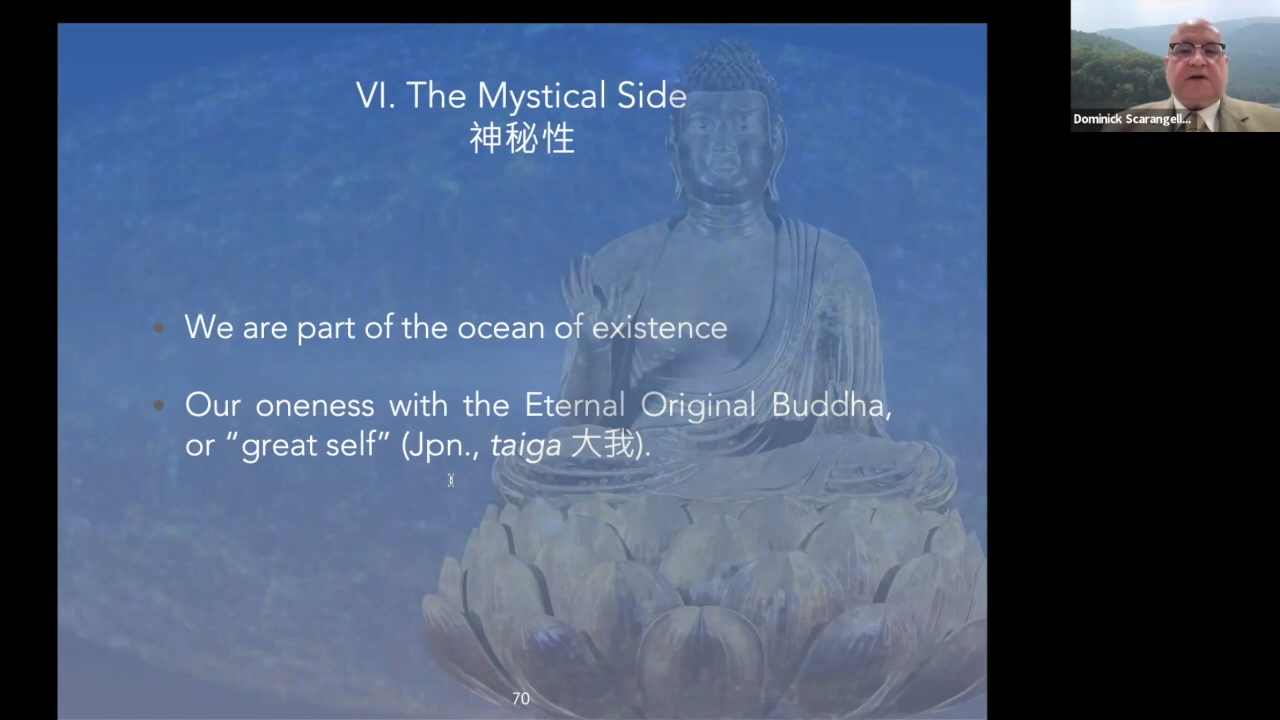 VI. The Mystical Side
神秘性
• We are part of the ocean of existence
• Our oneness with the Eternal Original Buddha,
or “great self” (Jpn., taiga 大我).
70
Dominick Scarangell...